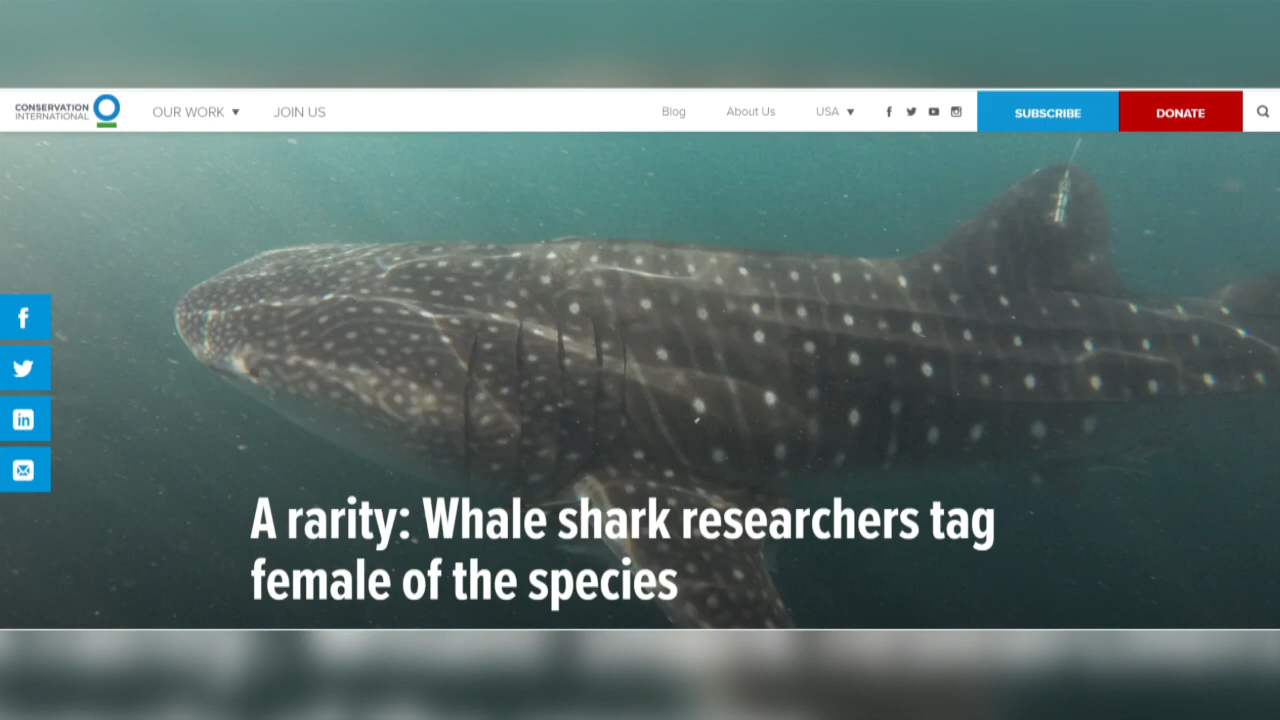 CONSERVATION
INTERNATIONAL
OUR WORK
JOIN US
Blog
About Us
USA
SUBSCRIBE
DONATE
A rarity: Whale shark researchers tag
female of the species